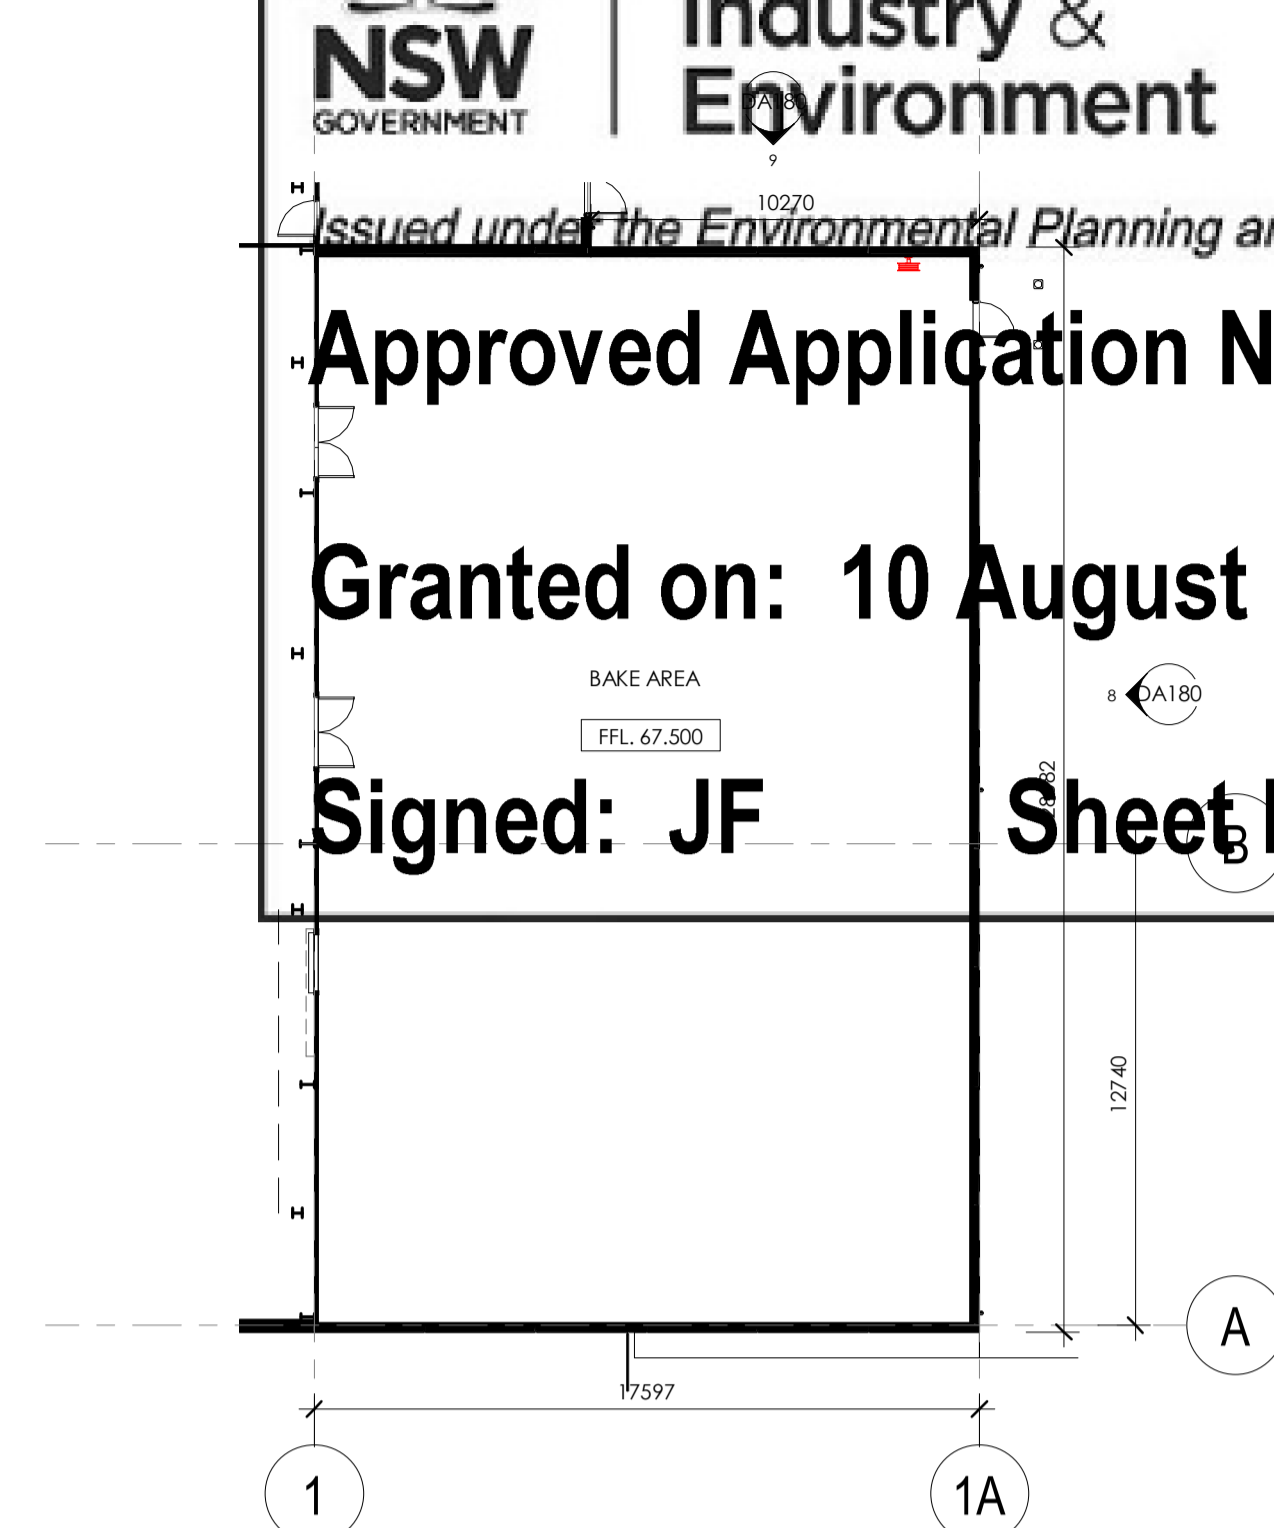 Industry &
NSW
GOVERNMENT
Environment
DA180
9
10270
Issued under the Environmental Planning
Approved Application
Granted on: 10 August
BAKE AREA
8
DA180
FFL. 67.500
Signed: JF
Sheet
B
12740
A
17597
1
1A